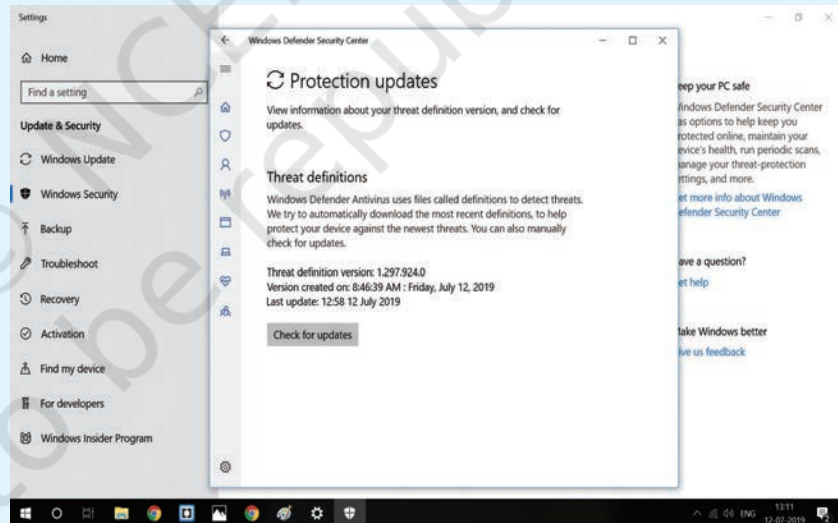 Settings
Home
Find a setting
Update & Security
Windows Update
Windows Security
Backup
Troubleshoot
Recovery
Activation
Find my device
For developers
Windows Insider Program
Windows Defender Security Center
Protection updates
View information about your threat definition version, and check for
updates.
Threat definitions
Windows Defender Antivirus uses files called definitions to detect threats.
We try to automatically download the most recent definitions, to help
protect your device against the newest threats. You can also manually
check for updates.
Threat definition version: 1.297.924.0
Version created on: 8:46:39 AM : Friday, July 12, 2019
Last update: 12:58 12 July 2019
Check for updates
eep your PC safe
indows Defender Security Center
as options to help keep you
rotected online, maintain your
evice's health, run periodic scans,
anage your threat-protection
ettings, and more.
et more info about Windows
efender Security Center
ave a question?
et help
ake Windows better
ive us feedback
ENG
13:11
12-07-2019
© NCE
to be repub